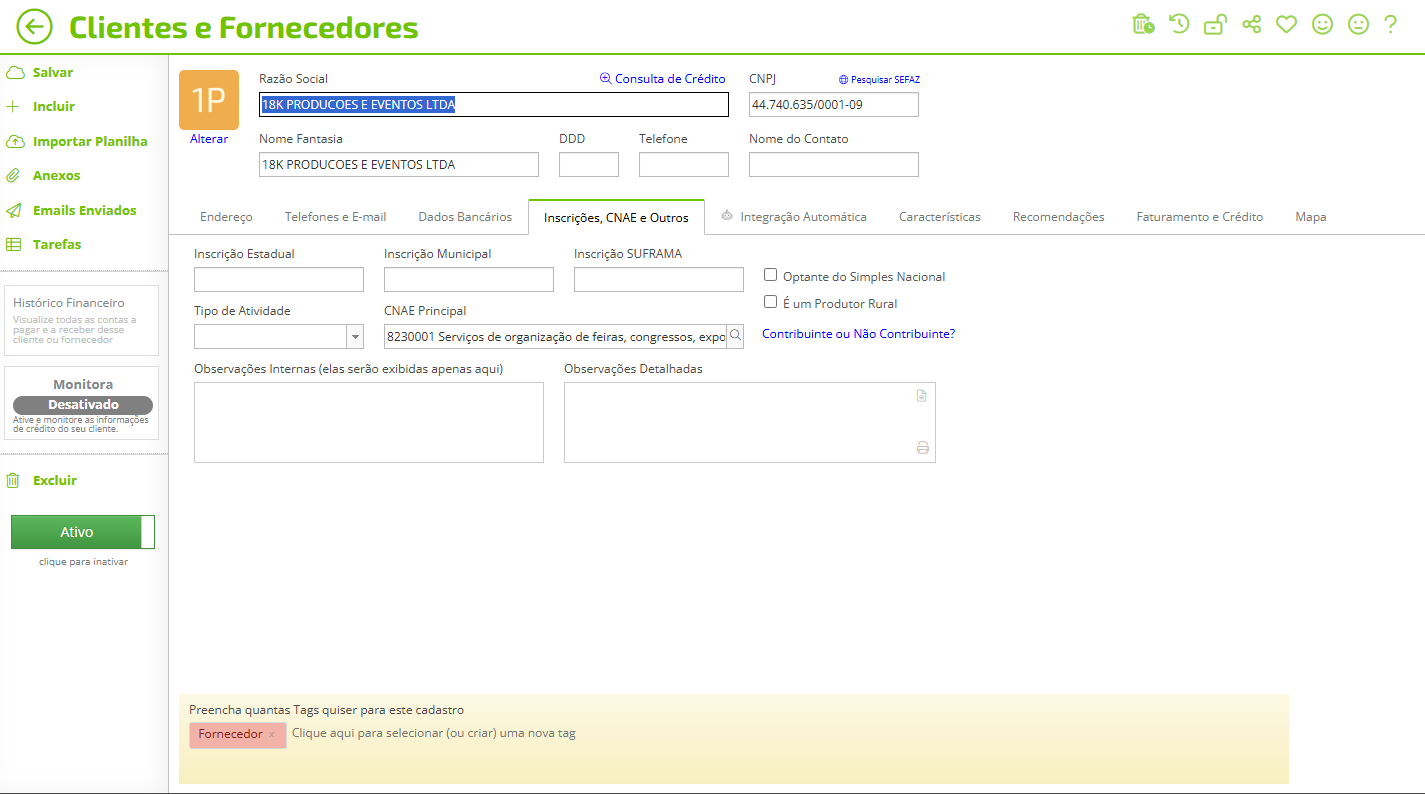 Clientes e Fornecedores
?
Salvar
Incluir
Importar Planilha
Anexos
Emails Enviados
Tarefas
Histórico Financeiro
Visualize todas as contas a
pagar e a receber desse
cliente ou fornecedor
Monitora
Desativado
Ative e monitore as informações
de crédito do seu cliente.
Excluir
Ativo
clique para inativar
1P
Alterar
Razão Social
Consulta de Crédito
CNPJ
Pesquisar SEFAZ
18K PRODUCOES E EVENTOS LTDA
44.740.635/0001-09
Nome Fantasia
DDD
Telefone
Nome do Contato
18K PRODUCOES E EVENTOS LTDA
Endereço
Telefones e E-mail
Dados Bancários
Inscrições, CNAE e Outros
Integração Automática
Características
Recomendações
Faturamento e Crédito
Mapa
Inscrição Estadual
Inscrição Municipal
Inscrição SUFRAMA
Optante do Simples Nacional
É um Produtor Rural
Tipo de Atividade
CNAE Principal
8230001 Serviços de organização de feiras, congressos, expo
Contribuinte ou Não Contribuinte?
Observações Internas (elas serão exibidas apenas aqui)
Observações Detalhadas
Preencha quantas Tags quiser para este cadastro
Fornecedor ×
Clique aqui para selecionar (ou criar) uma nova tag